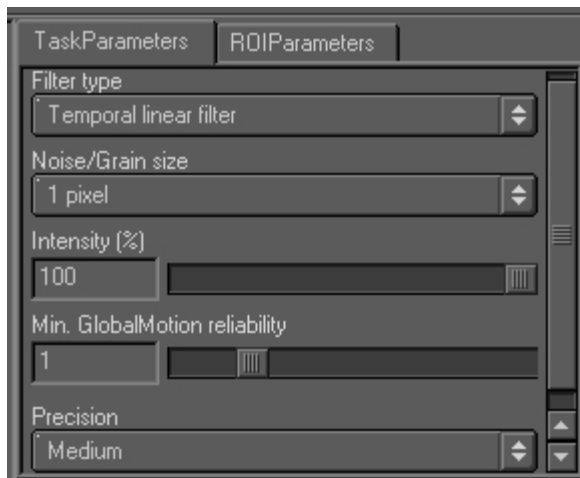 TaskParameters ROIParameters
Filter type
Temporal linear filter
Noise/Grain size
1 pixel
Intensity (%)
100
Min. GlobalMotion reliability
1
Precision
Medium